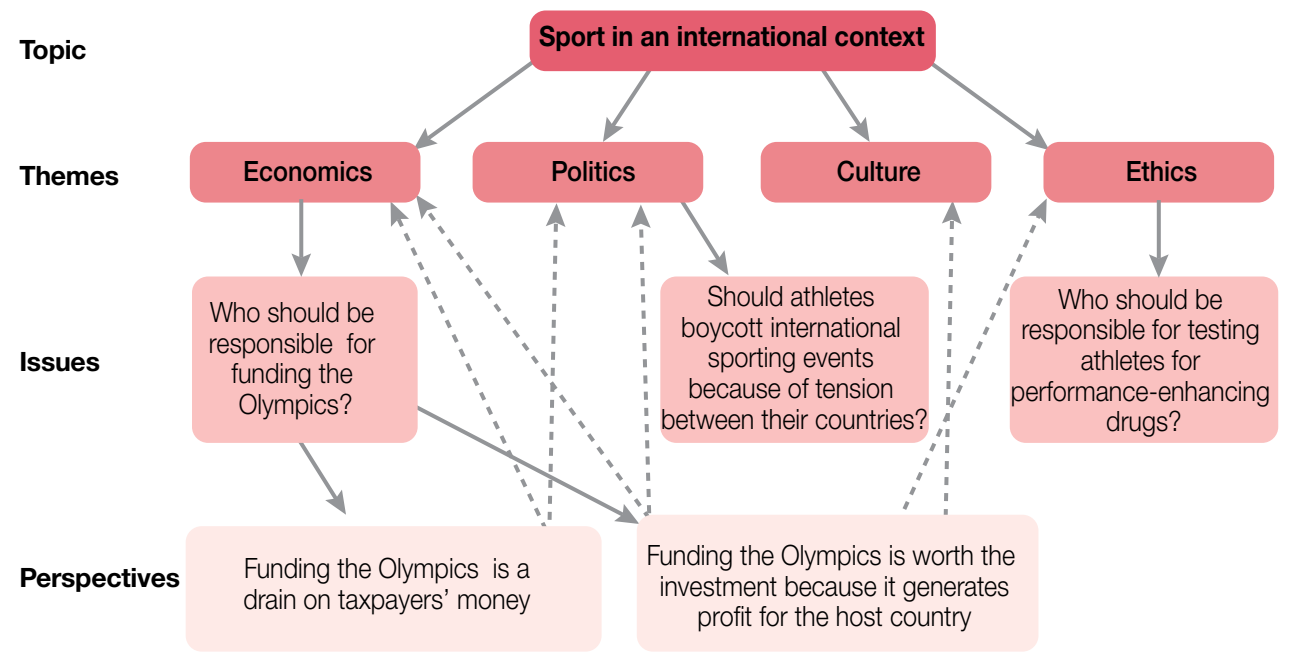 Topic
Sport in an international context
Themes
Economics
Politics
Culture
Ethics
Issues
Who should be
responsible for
funding the
Olympics?
Should athletes
boycott international
sporting events
because of tension
between their countries?
Who should be
responsible for testing
athletes for
performance-enhancing
drugs?
Perspectives
Funding the Olympics is a
drain on taxpayers’ money
Funding the Olympics is worth the
investment because it generates
profit for the host country